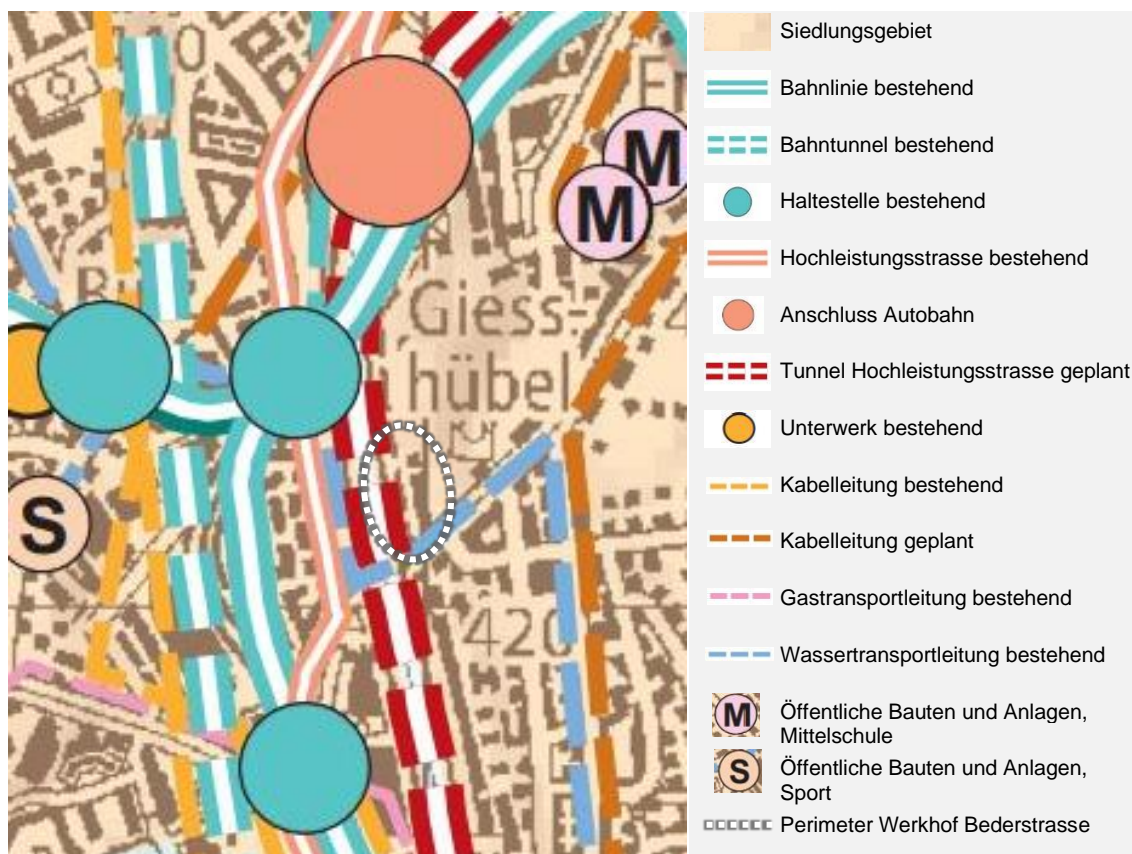 M
M
Giess-
hübel
S
420
Siedlungsgebiet
Bahnlinie bestehend
Bahntunnel bestehend
Haltestelle bestehend
Hochleistungsstrasse bestehend
Anschluss Autobahn
Tunnel Hochleistungsstrasse geplant
Unterwerk bestehend
Kabelleitung bestehend
Kabelleitung geplant
Gastransportleitung bestehend
Wassertransportleitung bestehend
M Öffentliche Bauten und Anlagen,
Mittelschule
S Öffentliche Bauten und Anlagen,
Sport
Perimeter Werkhof Bederstrasse